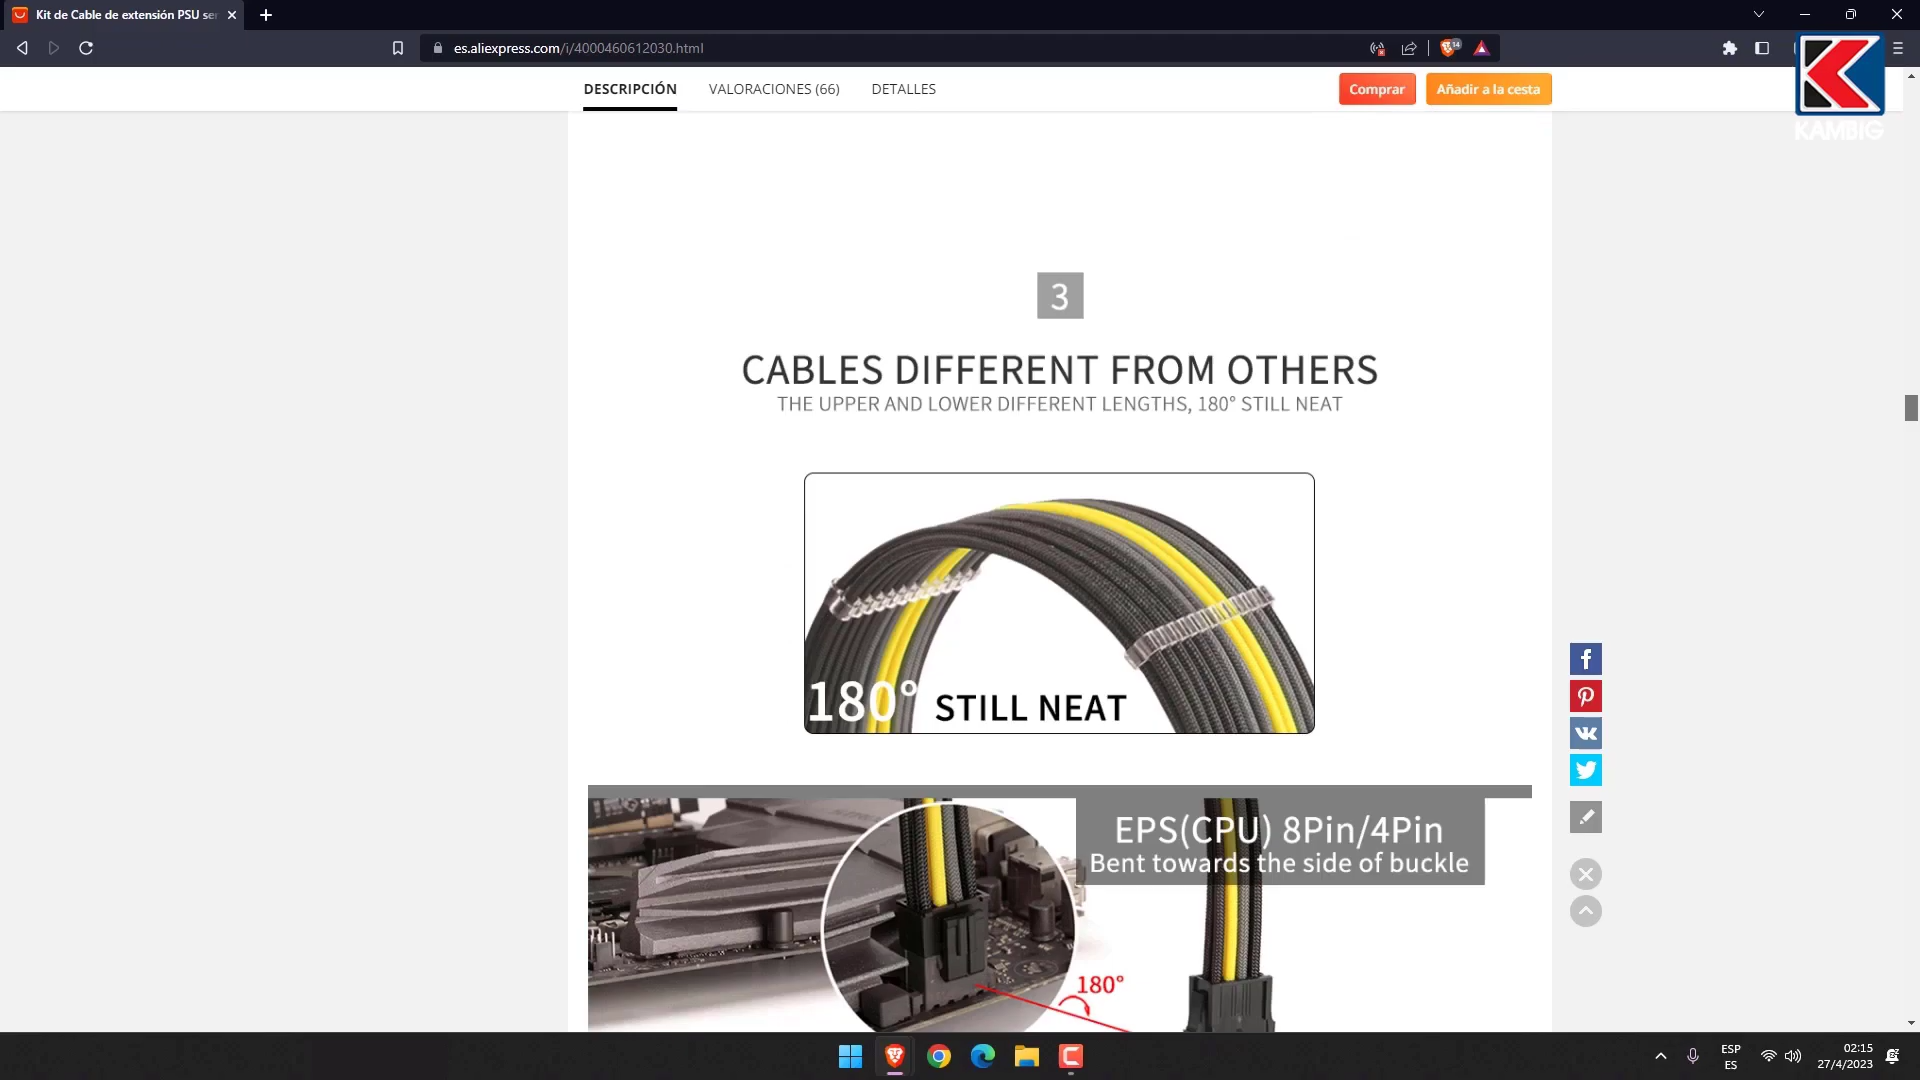 Kit de Cable de extensión PSU ser
es.aliexpress.com/i/4000460612030.html
14
DESCRIPCIÓN
VALORACIONES (66)
DETALLES
Comprar
Añadir a la cesta
KAMBIG
3
CABLES DIFFERENT FROM OTHERS
THE UPPER AND LOWER DIFFERENT LENGTHS, 180° STILL NEAT
180° STILL NEAT
EPS(CPU) 8Pin/4Pin
Bent towards the side of buckle
180°
ESP
ES
02:15
27/4/2023